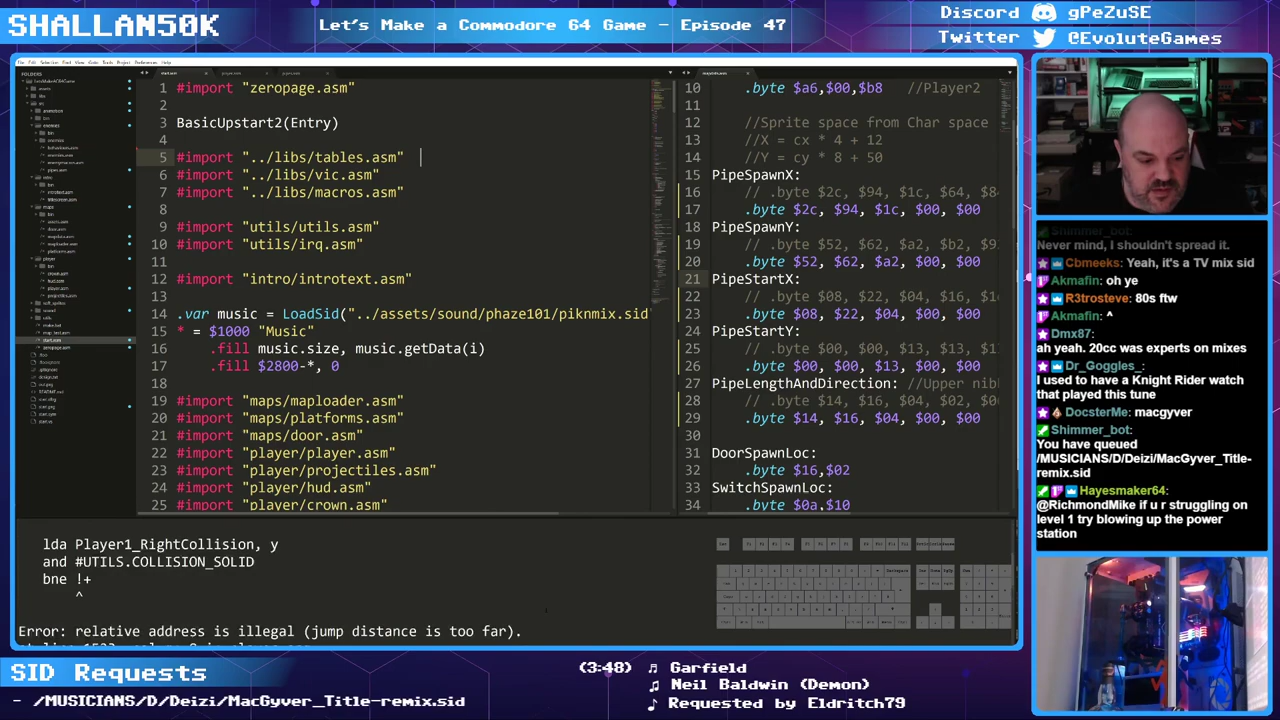 SHALLAN50K
Let's Make a Commodore 64 Game - Episode 47
Discord gPeZuSE
Twitter @EvoluteGames
FOLDERS
1 #import "zeropage.asm"
2
3 BasicUpstart2(Entry)
4
5 #import "../libs/tables.asm"
6 #import "../libs/vic.asm"
7 #import "../libs/macros.asm"
8
9 #import "utils/utils.asm"
10 #import "utils/irq.asm"
11
12 #import "intro/introtext.asm"
13
14 .var music = LoadSid("../assets/sound/phaze101/piknmix.sid
15 * = $1000 "Music"
16 .fill music.size, music.getData(i)
17 .fill $2800-*, 0
18
19 #import "maps/maploader.asm"
20 #import "maps/platforms.asm"
21 #import "maps/door.asm"
22 #import "player/player.asm"
23 #import "player/projectiles.asm"
24 #import "player/hud.asm"
25 #import "player/crown.asm"
10 .byte $a6,$00,$b8 //Player2
11
12 //Sprite space from Char space
13 //X = cx * 4 + 12
14 //Y = cy * 8 + 50
15 PipeSpawnX:
16 // .byte $2c, $94, $1c, $64, $84
17 .byte $2c, $94, $1c, $00, $00
18 PipeSpawnY:
19 // .byte $52, $62, $a2, $b2, $9
20 .byte $52, $62, $a2, $00, $00
21 PipeStartX:
22 // .byte $08, $22, $04, $16, $1
23 .byte $08, $22, $04, $00, $00
24 PipeStartY:
25 // .byte $00, $00, $13, $13, $1
26 .byte $00, $00, $13, $00, $00
27 PipeLengthAndDirection: //Upper nib
28 // .byte $14, $16, $04, $02, $0
29 .byte $14, $16, $04, $00, $00
30
31 DoorSpawnLoc:
32 .byte $16,$02
33 SwitchSpawnLoc:
34 .byte $0a,$10
lda Player1_RightCollision, y
and #UTILS.COLLISION_SOLID
bne !+
^
Error: relative address is illegal (jump distance is too far).
Shimmer_bot:
Never mind, I shouldn't spread it.
Cbmeeks: Yeah, it's a TV mix sid
Akmafin: oh ye
R3trosteve: 80s ftw
Akmafin: ^
Dmx87:
ah yeah. 20cc was experts on mixes
Dr_Goggles_:
I used to have a Knight Rider watch
that played this tune
DocsterMe: macgyver
Shimmer_bot:
You have queued
/MUSICIANS/D/Deizi/MacGyver_Title-
remix.sid
Hayesmaker64:
@RichmondMike if u r struggling on
level 1 try blowing up the power
station
SID Requests
- /MUSICIANS/D/Deizi/MacGyver_Title-remix.sid
(3:48) Garfield
Neil Baldwin (Demon)
Requested by Eldritch79